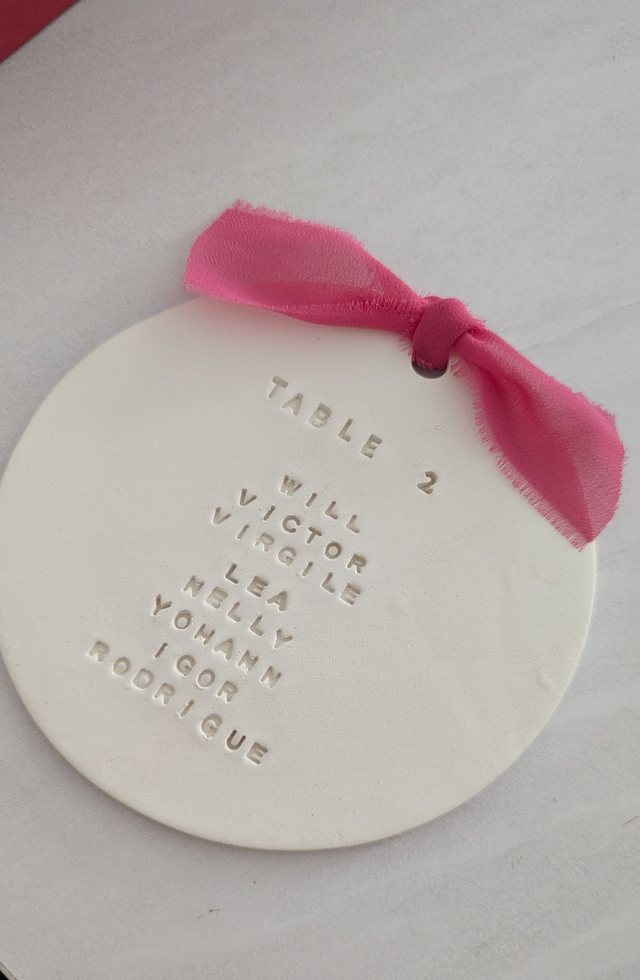 TABLE 2
WILL
VICTOR
VIRGILE
LEA
NELLY
YOHANN
IGOR
RODRIGUE